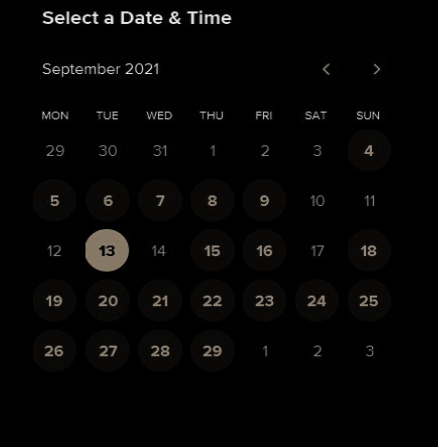 Select a Date & Time
September 2021
MON TUE WED THU FRI SAT SUN
29 30 31 1 2 3 4
5 6 7 8 9 10 11
12 13 14 15 16 17 18
19 20 21 22 23 24 25
26 27 28 29 1 2 3